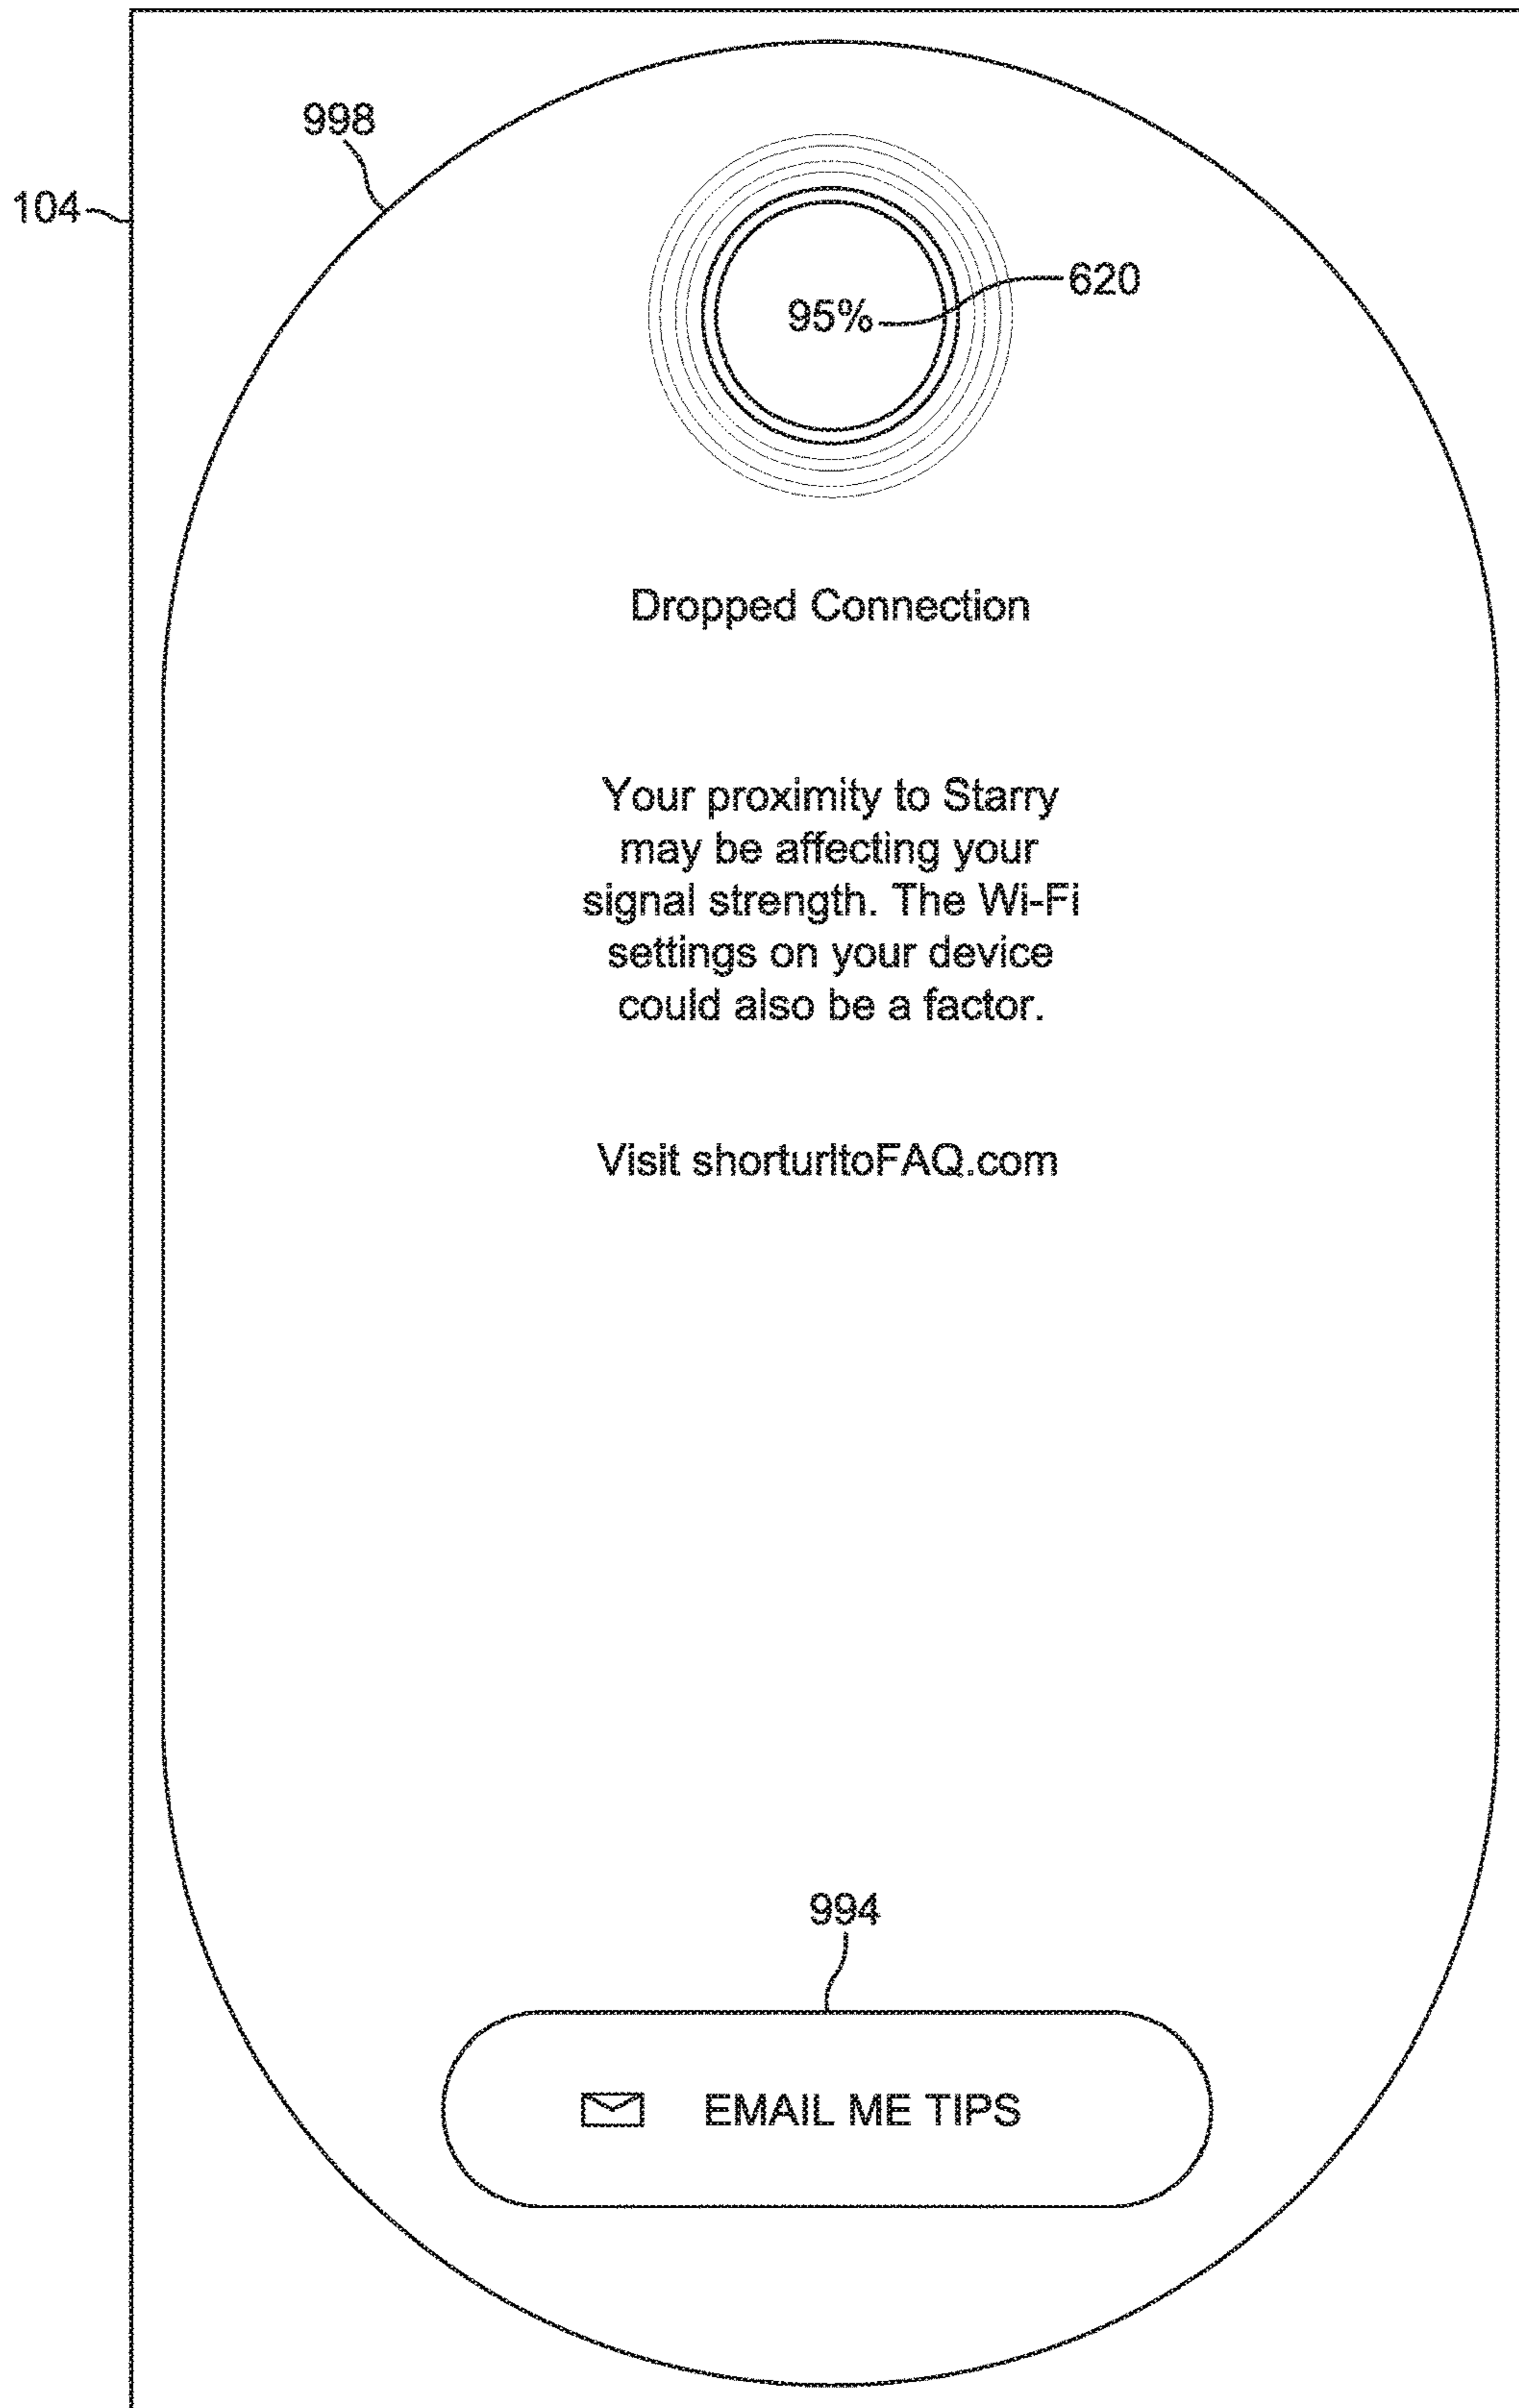 998
104
620
95%
Dropped Connection
Your proximity to Starry
may be affecting your
signal strength. The Wi-Fi
settings on your device
could also be a factor.
Visit shorturltoFAQ.com
994
EMAIL ME TIPS